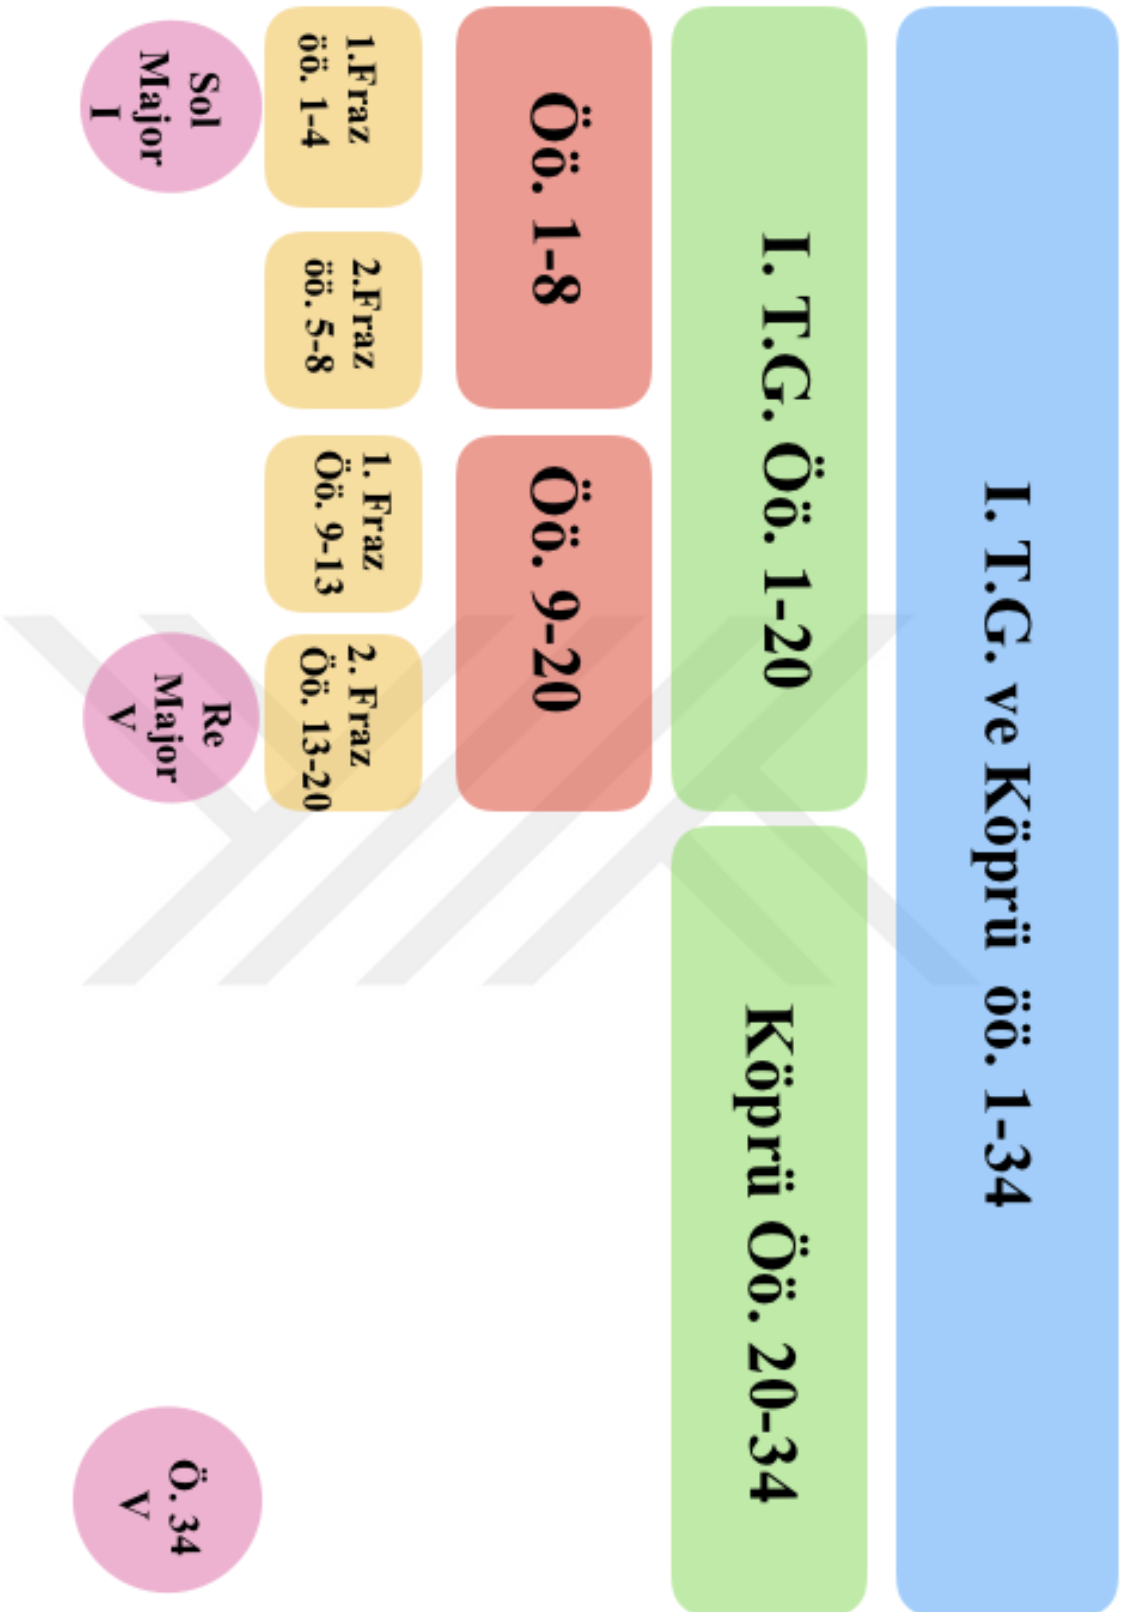 I. T.G. ve Köprü öö. 1-34
I. T.G. Öö. 1-20
Köprü Öö. 20-34
Öö. 1-8
Öö. 9-20
1.Fraz
öö. 1-4
2.Fraz
öö. 5-8
1. Fraz
Öö. 9-13
2. Fraz
Öö. 13-20
Sol
Major
I
Re
Major
V
Ö. 34
V